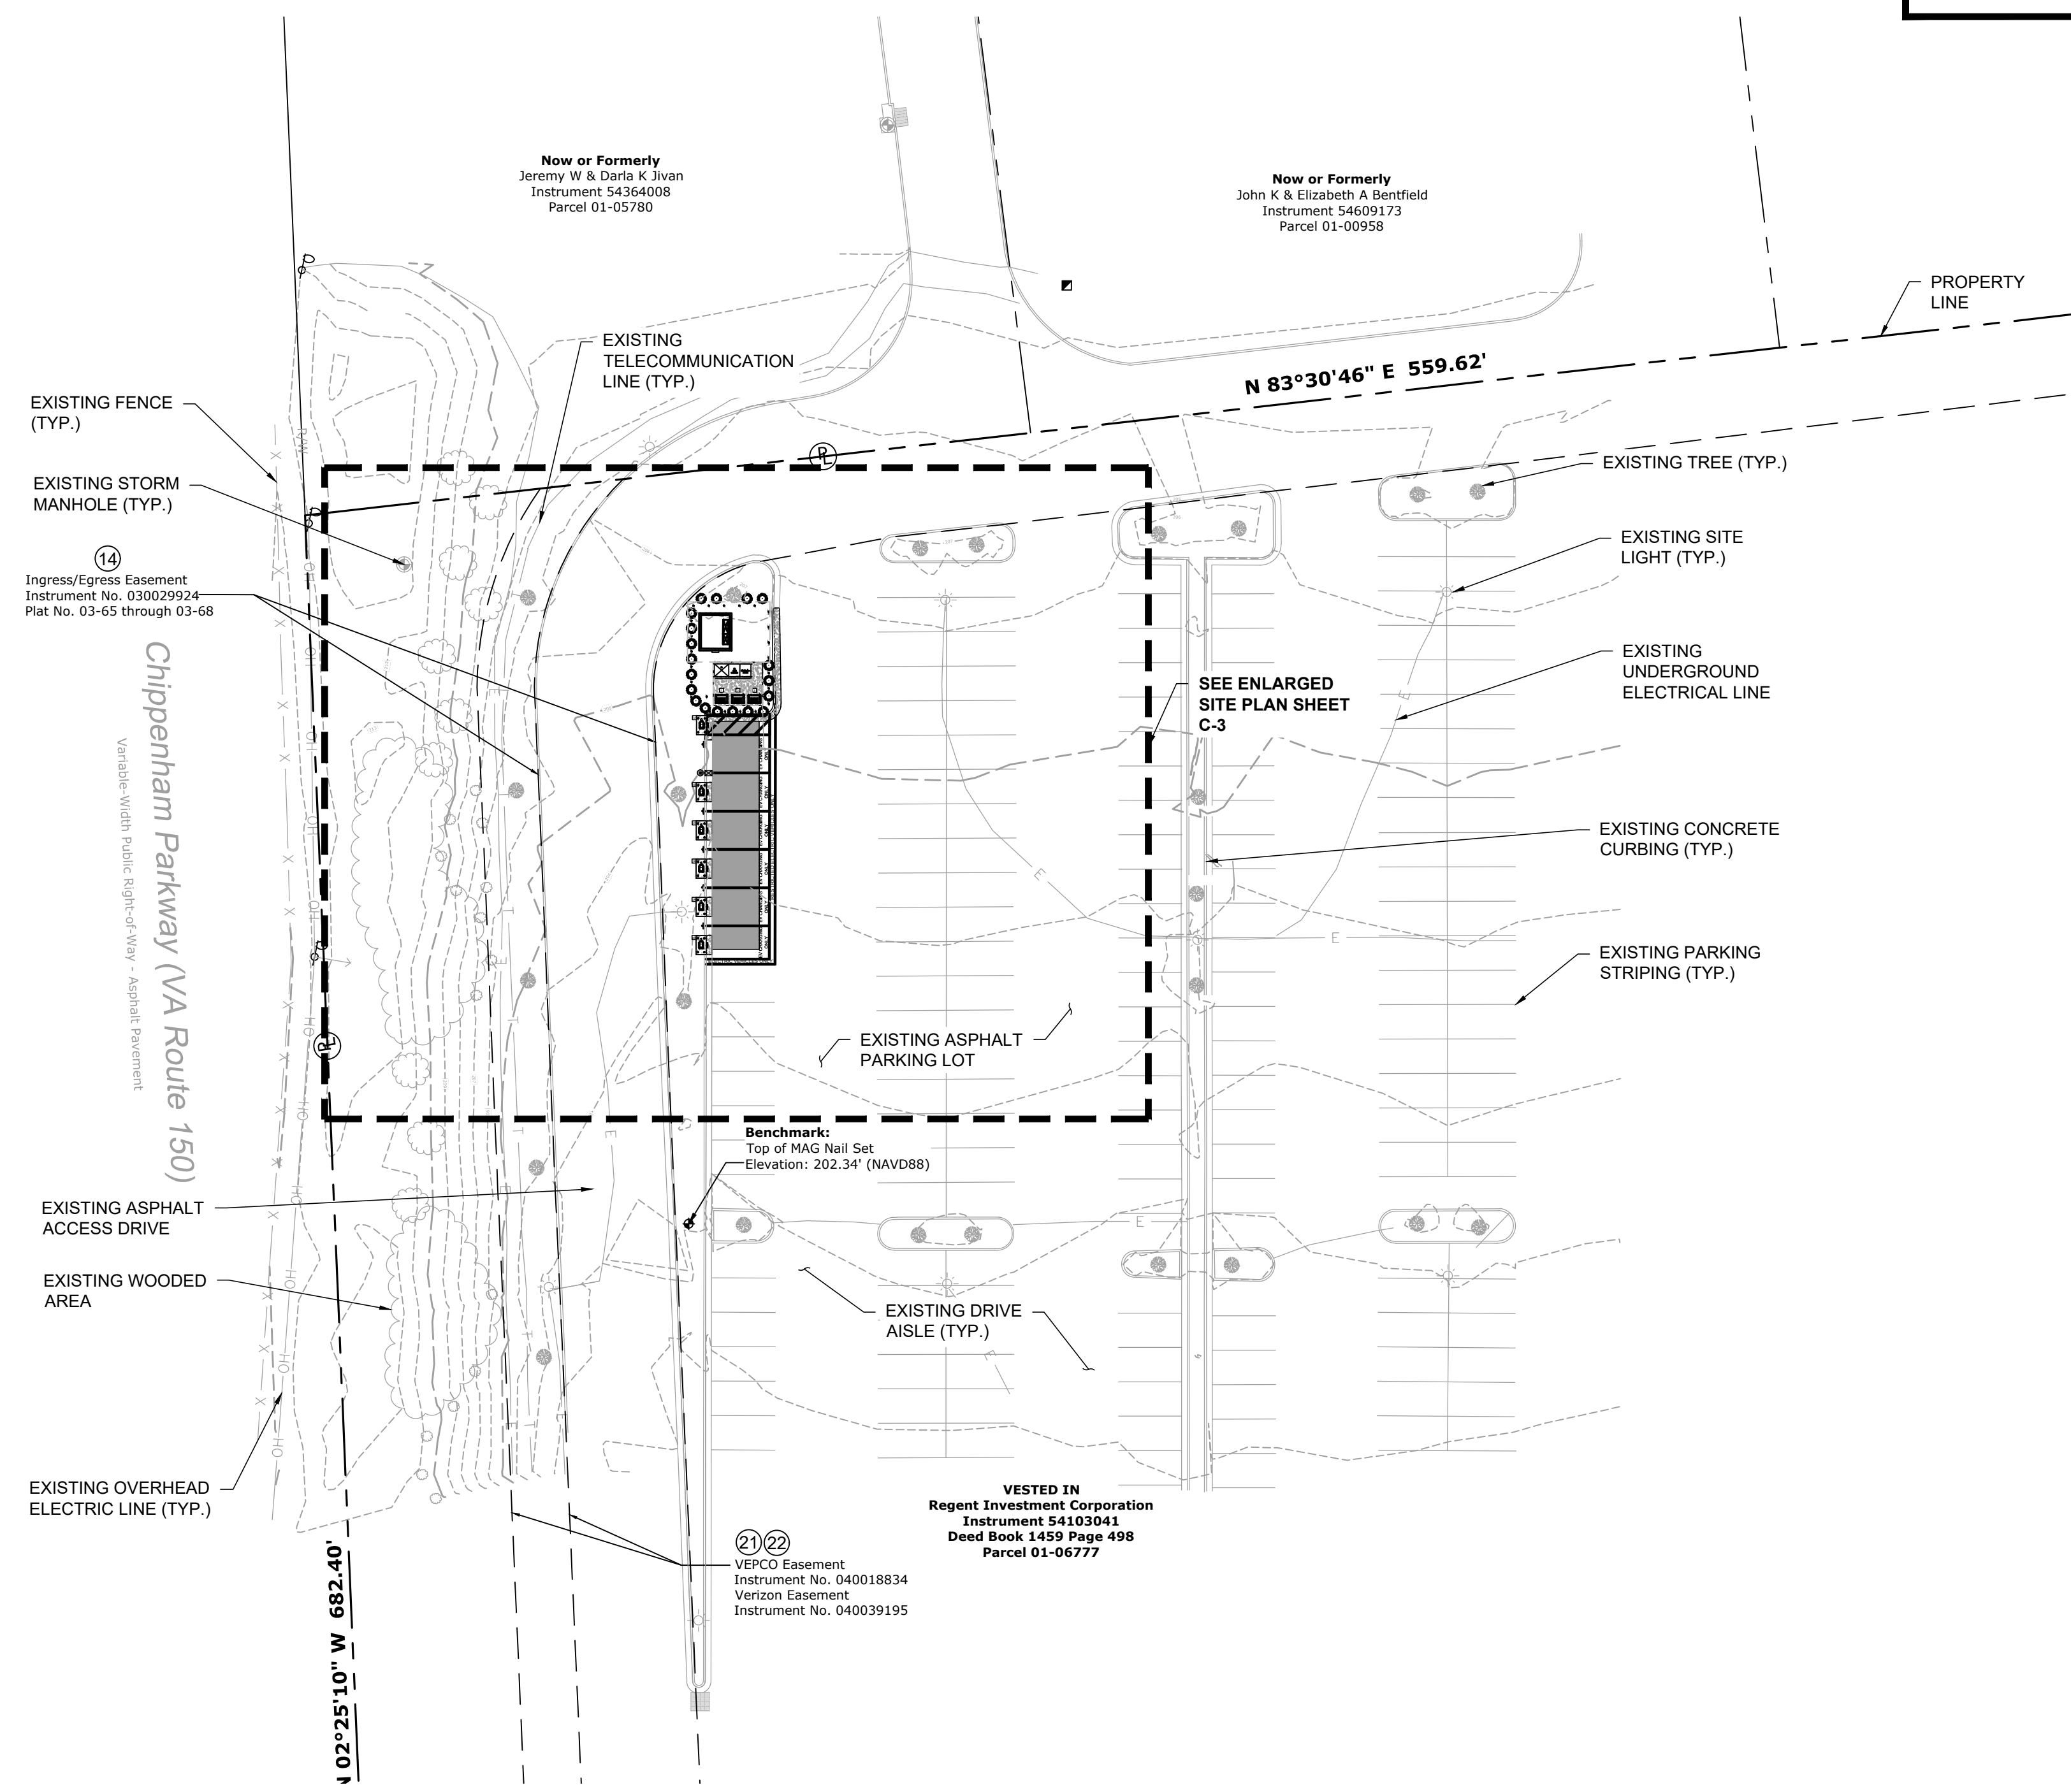 Now or Formerly
Jeremy W & Darla K Jivan
Instrument 54364008
Parcel 01-05780
Now or Formerly
John K & Elizabeth A Bentfield
Instrument 54609173
Parcel 01-00958
PROPERTY
LINE
EXISTING
TELECOMMUNICATION
LINE (TYP.)
N 83°30'46" E 559.62'
EXISTING FENCE
(TYP.)
EXISTING TREE (TYP.)
EXISTING STORM
MANHOLE (TYP.)
EXISTING SITE
LIGHT (TYP.)
14
Ingress/Egress Easement
Instrument No. 030029924
Plat No. 03-65 through 03-68
EXISTING
UNDERGROUND
ELECTRICAL LINE
SEE ENLARGED
SITE PLAN SHEET
C-3
Chippenham Parkway (VA Route 150)
Variable-Width Public Right-of-Way - Asphalt Pavement
EXISTING CONCRETE
CURBING (TYP.)
EXISTING PARKING
STRIPING (TYP.)
EXISTING ASPHALT
PARKING LOT
Benchmark:
Top of MAG Nail Set
Elevation: 202.34' (NAVD88)
EXISTING ASPHALT
ACCESS DRIVE
EXISTING WOODED
AREA
EXISTING DRIVE
AISLE (TYP.)
EXISTING OVERHEAD
ELECTRIC LINE (TYP.)
VESTED IN
Regent Investment Corporation
Instrument 54103041
Deed Book 1459 Page 498
Parcel 01-06777
21 22
VEPCO Easement
Instrument No. 040018834
Verizon Easement
Instrument No. 040039195
N 02°25'10" W 682.40'